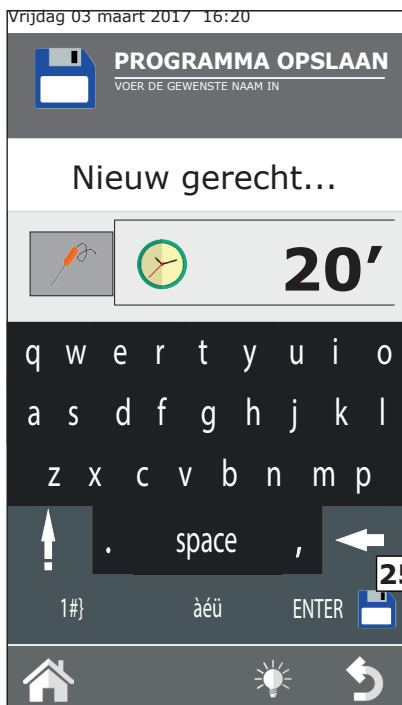 Vrijdag 03 maart 2017 16:20
PROGRAMMA OPSLAAN
VOER DE GEWENSTE NAAM IN
Nieuw gerecht...
20’
q w e r t y u i o
a s d f g h j k l
z x c v b n m p
. space ,
25
1#} àéü ENTER